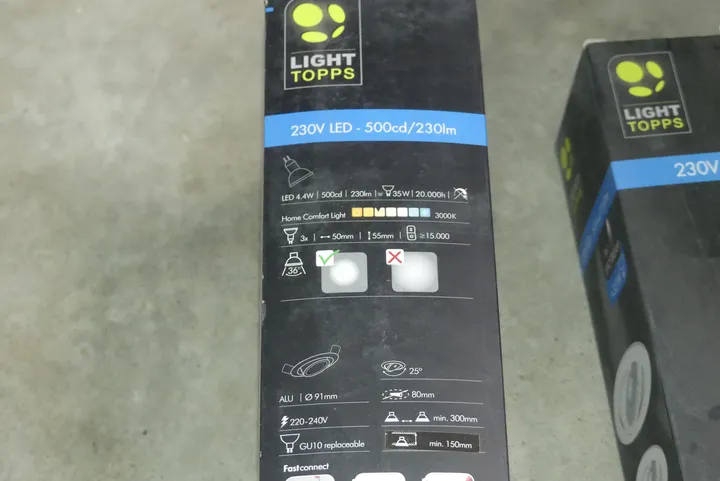 LIGHT
TOPPS
230V LED - 500cd/230lm
LED 4.4W | 500cd | 230lm | = 35W | 20.000h |
Home Comfort Light 3000K
3x | 50mm | 55mm | ≥15.000
36°
25°
ALU | Ø 91mm
80mm
220-240V
min. 300mm
GU10 replaceable
min. 150mm
Fastconnect
LIGHT
TOPPS
230V